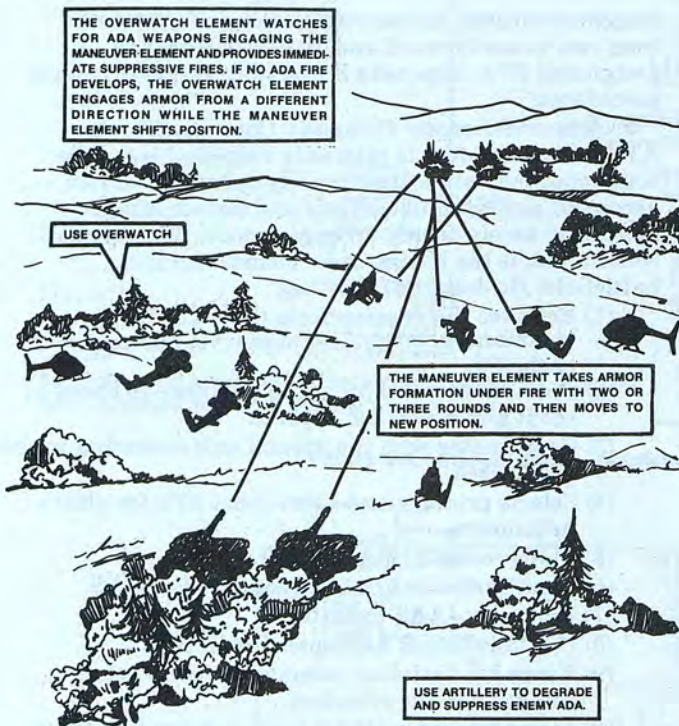 THE OVERWATCH ELEMENT WATCHES
FOR ADA WEAPONS ENGAGING THE
MANEUVER ELEMENT AND PROVIDES IMMEDI-
ATE SUPPRESSIVE FIRES. IF NO ADA FIRE
DEVELOPS, THE OVERWATCH ELEMENT
ENGAGES ARMOR FROM A DIFFERENT
DIRECTION WHILE THE MANEUVER
ELEMENT SHIFTS POSITION.
USE OVERWATCH
THE MANEUVER ELEMENT TAKES ARMOR
FORMATION UNDER FIRE WITH TWO OR
THREE ROUNDS AND THEN MOVES TO
NEW POSITION.
USE ARTILLERY TO DEGRADE
AND SUPPRESS ENEMY ADA.